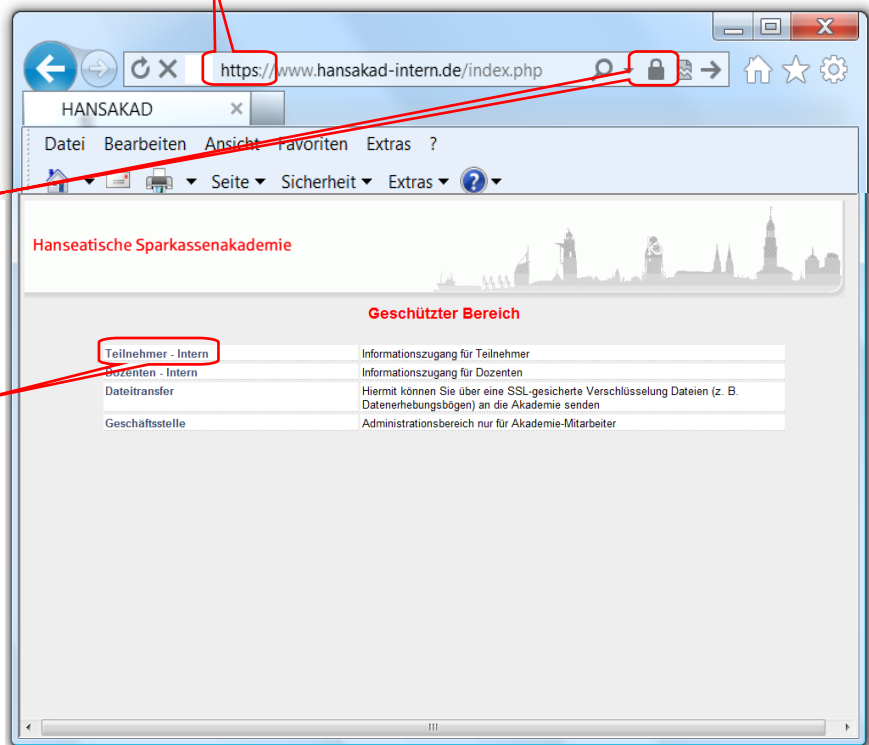 https://www.hansakad-intern.de/index.php
HANSAKAD
Datei Bearbeiten Ansicht Favoriten Extras ?
Seite Sicherheit Extras ?
Hanseatische Sparkassenakademie
Geschützter Bereich
Teilnehmer - Intern Informationszugang für Teilnehmer
Dozenten - Intern Informationszugang für Dozenten
Dateitransfer Hiermit können Sie über eine SSL-gesicherte Verschlüsselung Dateien (z. B.
Datenerhebungsbögen) an die Akademie senden
Geschäftsstelle Administrationsbereich nur für Akademie-Mitarbeiter